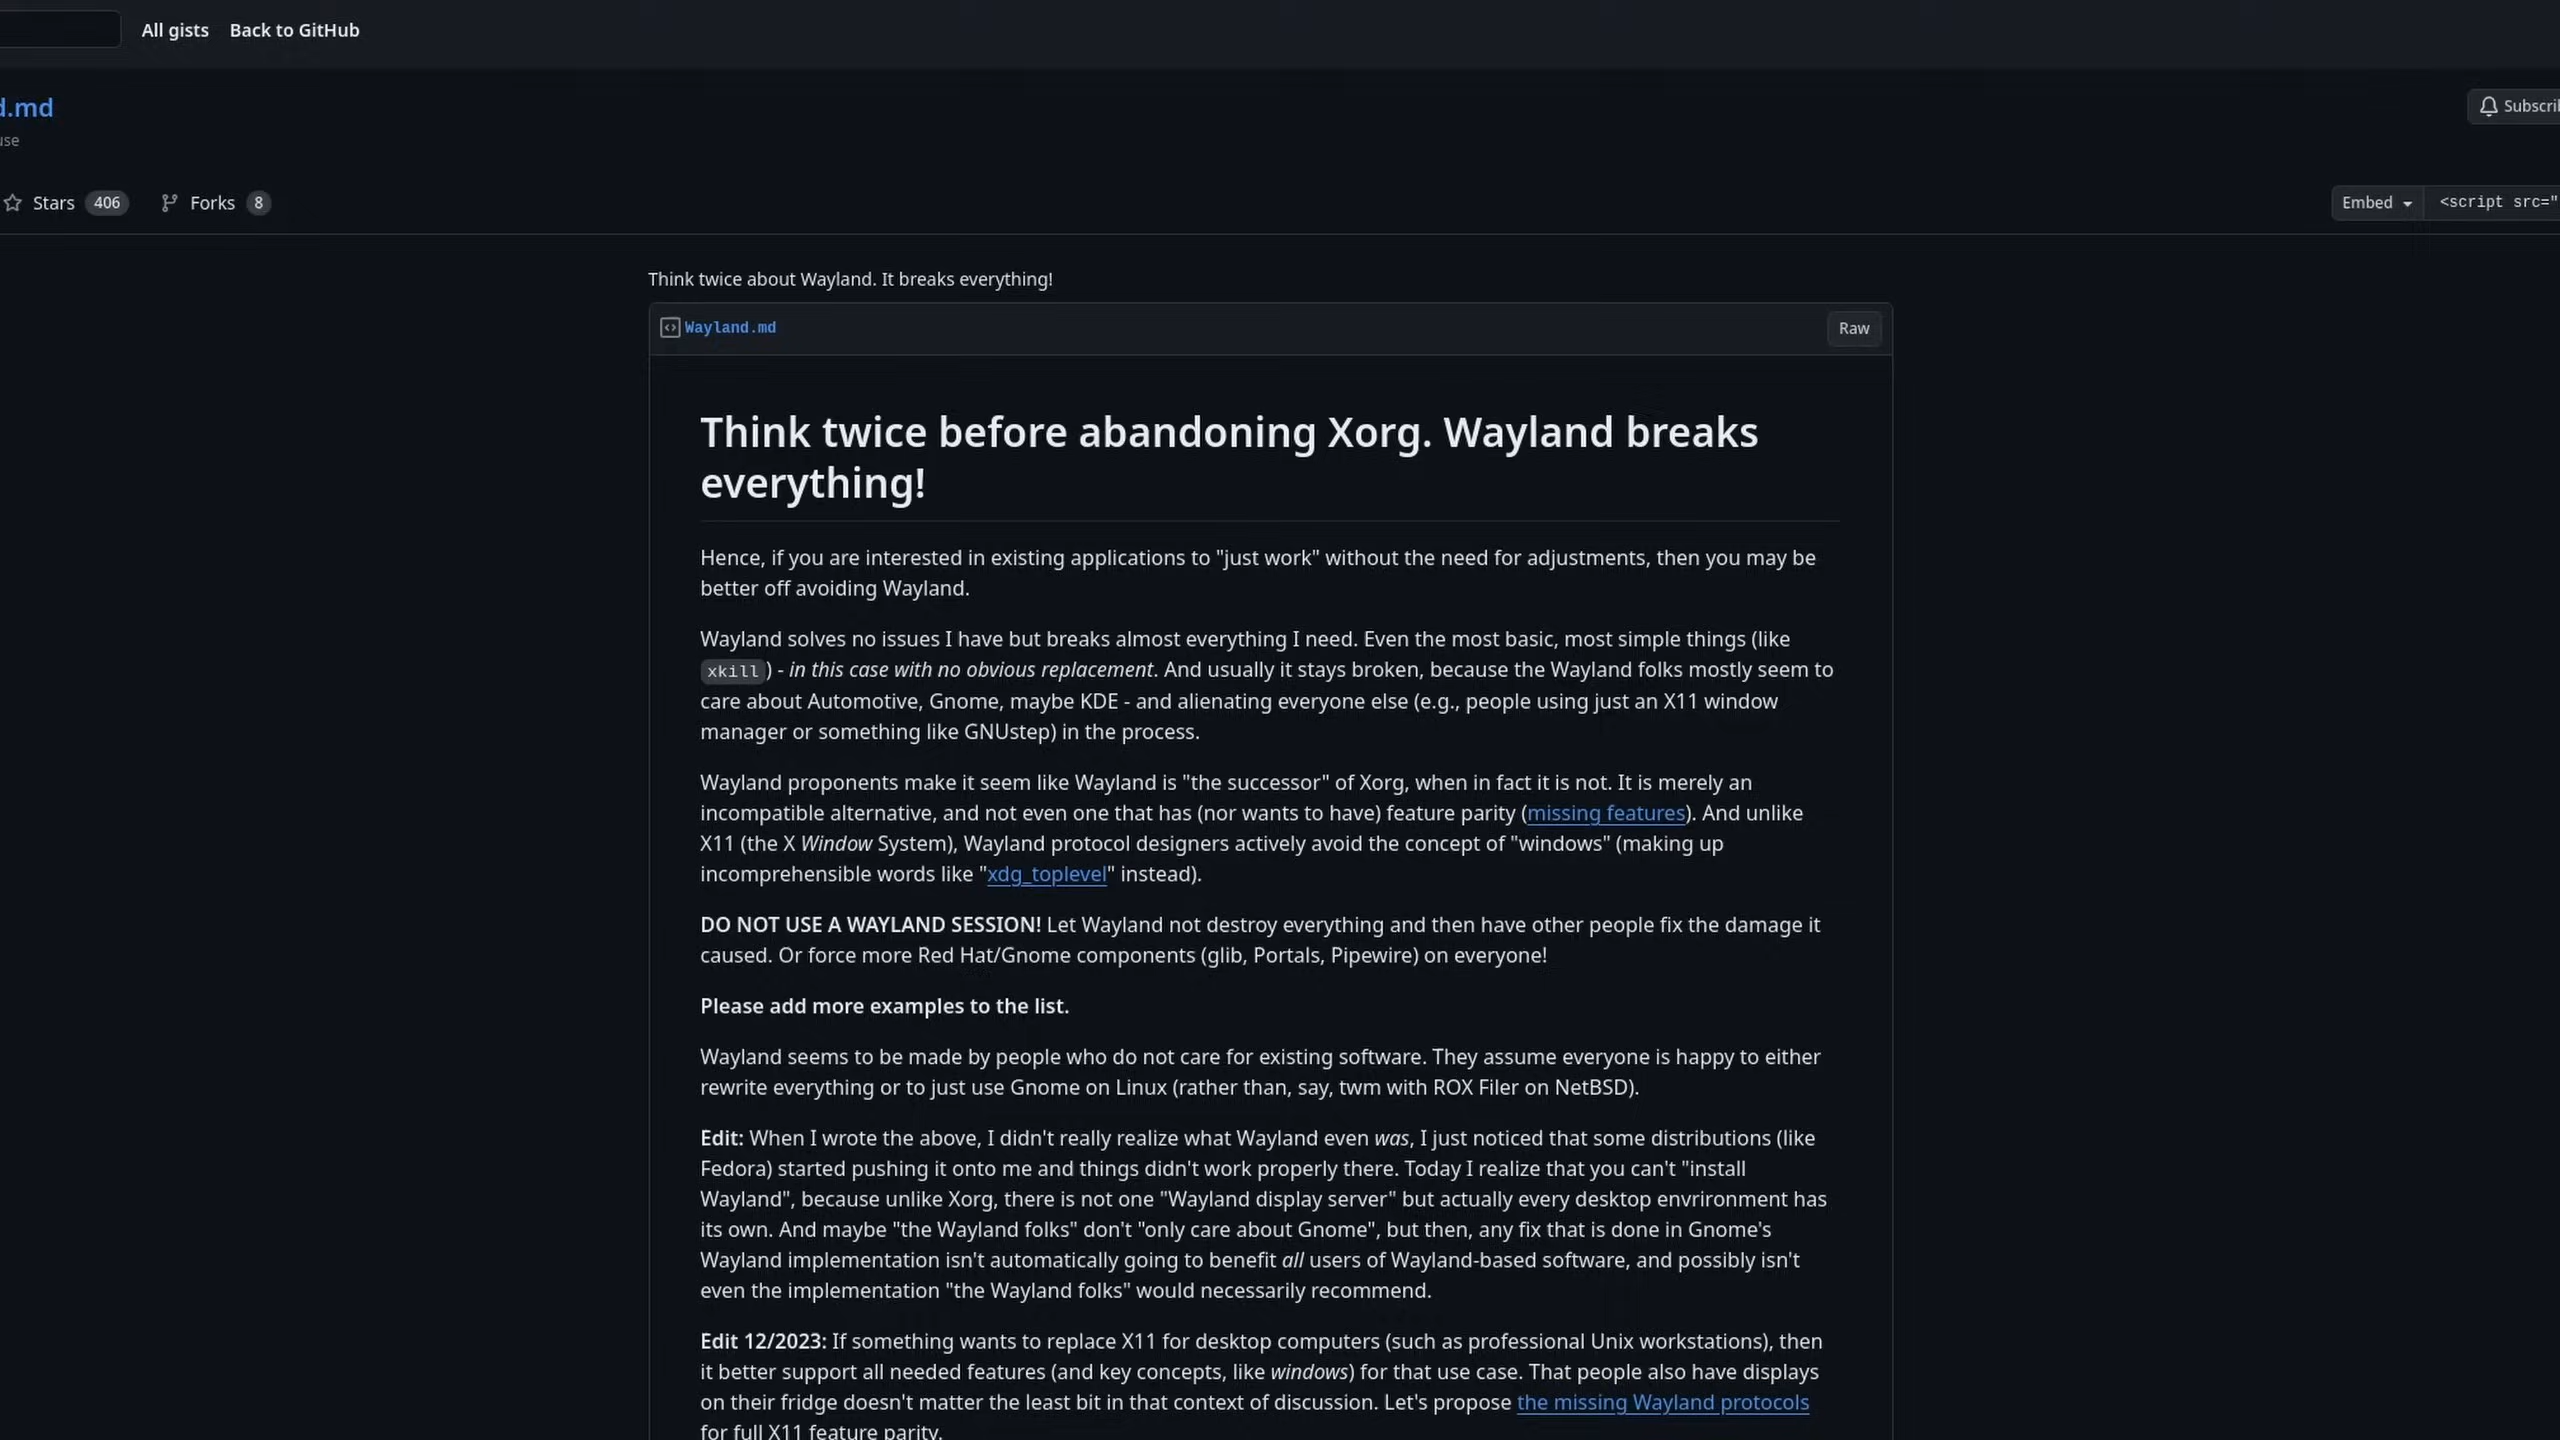 All gists Back to GitHub
d.md
Subscrib
use
Stars 406 Forks 8
Embed <script src="
Think twice about Wayland. It breaks everything!
Wayland.md
Raw
Think twice before abandoning Xorg. Wayland breaks
everything!
Hence, if you are interested in existing applications to "just work" without the need for adjustments, then you may be
better off avoiding Wayland.
Wayland solves no issues I have but breaks almost everything I need. Even the most basic, most simple things (like
xkill) - in this case with no obvious replacement. And usually it stays broken, because the Wayland folks mostly seem to
care about Automotive, Gnome, maybe KDE - and alienating everyone else (e.g., people using just an X11 window
manager or something like GNUstep) in the process.
Wayland proponents make it seem like Wayland is "the successor" of Xorg, when in fact it is not. It is merely an
incompatible alternative, and not even one that has (nor wants to have) feature parity (missing features). And unlike
X11 (the X Window System), Wayland protocol designers actively avoid the concept of "windows" (making up
incomprehensible words like "xdg_toplevel" instead).
DO NOT USE A WAYLAND SESSION! Let Wayland not destroy everything and then have other people fix the damage it
caused. Or force more Red Hat/Gnome components (glib, Portals, Pipewire) on everyone!
Please add more examples to the list.
Wayland seems to be made by people who do not care for existing software. They assume everyone is happy to either
rewrite everything or to just use Gnome on Linux (rather than, say, twm with ROX Filer on NetBSD).
Edit: When I wrote the above, I didn't really realize what Wayland even was, I just noticed that some distributions (like
Fedora) started pushing it onto me and things didn't work properly there. Today I realize that you can't "install
Wayland", because unlike Xorg, there is not one "Wayland display server" but actually every desktop envrironment has
its own. And maybe "the Wayland folks" don't "only care about Gnome", but then, any fix that is done in Gnome's
Wayland implementation isn't automatically going to benefit all users of Wayland-based software, and possibly isn't
even the implementation "the Wayland folks" would necessarily recommend.
Edit 12/2023: If something wants to replace X11 for desktop computers (such as professional Unix workstations), then
it better support all needed features (and key concepts, like windows) for that use case. That people also have displays
on their fridge doesn't matter the least bit in that context of discussion. Let's propose the missing Wayland protocols
for full X11 feature parity.